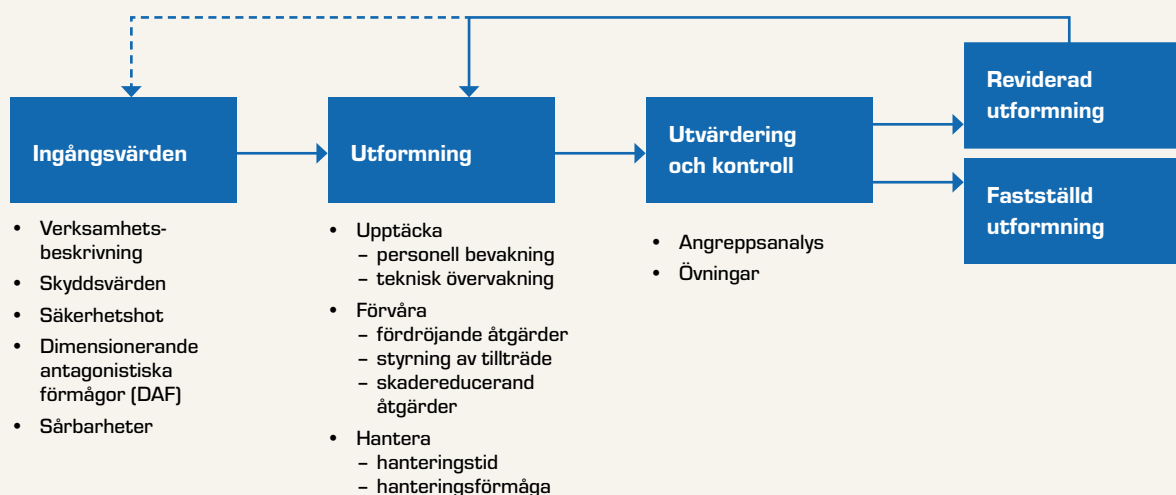 Ingångsvärden
• Verksamhets-
beskrivning
• Skyddsvärden
• Säkerhetshot
• Dimensionerande
antagonistiska
förmågor (DAF)
• Sårbarheter
Utformning
• Upptäcka
– personell bevakning
– teknisk övervakning
• Förvåra
– fördröjande åtgärder
– styrning av tillträde
– skadereducerand
åtgärder
• Hantera
– hanteringstid
– hanteringsförmåga
Utvärdering
och kontroll
• Angreppsanalys
• Övningar
Reviderad
utformning
Fastställd
utformning